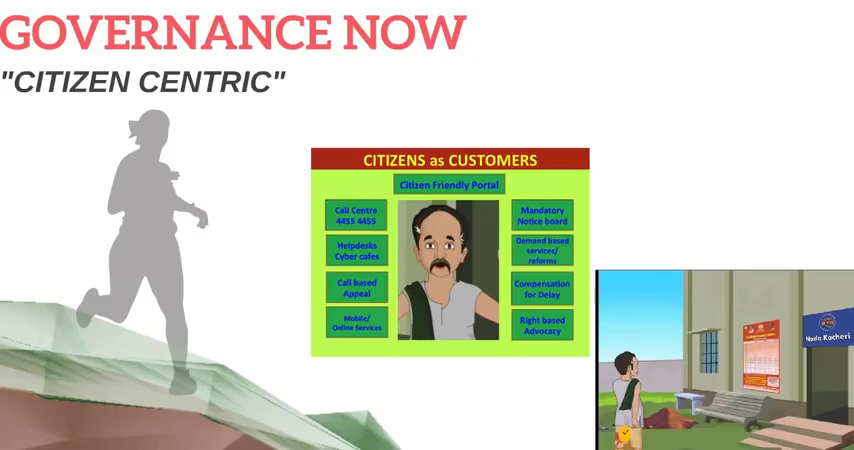 GOVERNANCE NOW
"CITIZEN CENTRIC"
CITIZENS as CUSTOMERS
Citizen Friendly Portal
Call Centre
4455 4455
Helpdesks
Cyber cafes
Call based
Appeal
Mobile/
Online Services
Mandatory
Notice board
Demand based
services/
reforms
Compensation
for Delay
Right based
Advocacy
Nada Kacheri